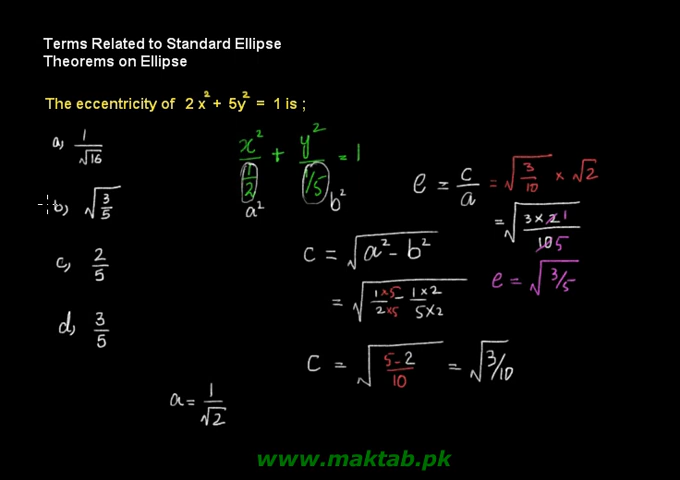 Terms Related to Standard Ellipse
Theorems on Ellipse
The eccentricity of 2x² + 5y² = 1 is ;
a, 1/√16
b) √(3/5)
c, 2/5
d, 3/5
x²/(1/2) + y²/(1/5) = 1
a² b²
c = √(a² - b²)
= √((1×5)/(2×5) - (1×2)/(5×2))
c = √((5-2)/10) = √(3/10)
a = 1/√2
e = c/a = √(3/10) × √2
= √((3×2 1)/(10 5))
e = √(3/5)
www.maktab.pk